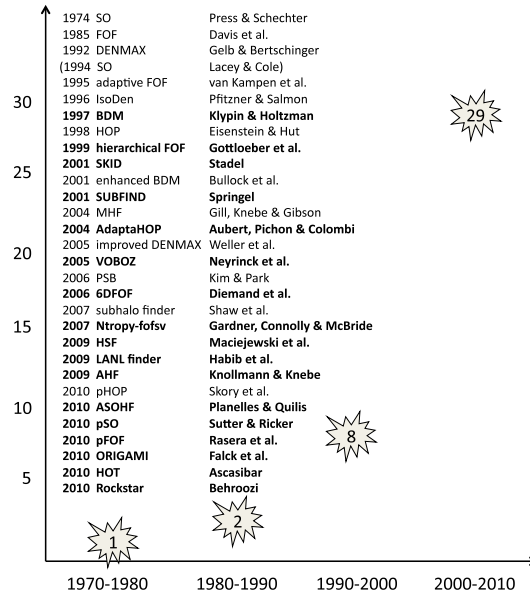 1974 SO Press & Schechter
1985 FOF Davis et al.
1992 DENMAX Gelb & Bertschinger
(1994 SO Lacey & Cole)
1995 adaptive FOF van Kampen et al.
1996 IsoDen Pfitzner & Salmon
1997 BDM Klypin & Holtzman
1998 HOP Eisenstein & Hut
1999 hierarchical FOF Gottloeber et al.
2001 SKID Stadel
2001 enhanced BDM Bullock et al.
2001 SUBFIND Springel
2004 MHF Gill, Knebe & Gibson
2004 AdaptaHOP Aubert, Pichon & Colombi
2005 improved DENMAX Weller et al.
2005 VOBOZ Neyrinck et al.
2006 PSB Kim & Park
2006 6DFOF Diemand et al.
2007 subhalo finder Shaw et al.
2007 Ntropy-fofsv Gardner, Connolly & McBride
2009 HSF Maciejewski et al.
2009 LANL finder Habib et al.
2009 AHF Knollmann & Knebe
2010 pHOP Skory et al.
2010 ASOHF Planelles & Quilis
2010 pSO Sutter & Ricker
2010 pFOF Rasera et al.
2010 ORIGAMI Falck et al.
2010 HOT Ascasibar
2010 Rockstar Behroozi
30
25
20
15
10
5
29
8
2
1
1970-1980 1980-1990 1990-2000 2000-2010